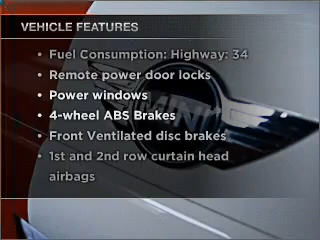 VEHICLE FEATURES
• Fuel Consumption: Highway: 34
• Remote power door locks
• Power windows
• 4-wheel ABS Brakes
• Front Ventilated disc brakes
• 1st and 2nd row curtain head
airbags
MINI